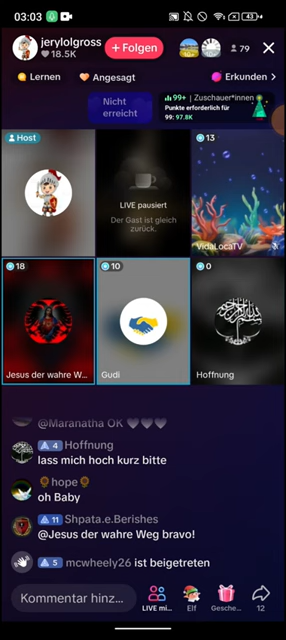 03:03
43
jerylolgross
18.5K
+ Folgen
79
Lernen
Angesagt
Erkunden >
Nicht
erreicht
99+ | Zuschauer*innen
Punkte erforderlich für
99: 97.8K
Host
LIVE pausiert
Der Gast ist gleich
zurück.
13
VidaLocaTV
18
Jesus der wahre W...
10
Gudi
0
Hoffnung
@Maranatha OK 🤍🤍🤍
4 Hoffnung
lass mich hoch kurz bitte
🌻hope🌻
oh Baby
11 Shpata.e.Berishes
@Jesus der wahre Weg bravo!
5 mcwheely26 ist beigetreten
Kommentar hinz...
LIVE mi...
Elf
Gesche...
12